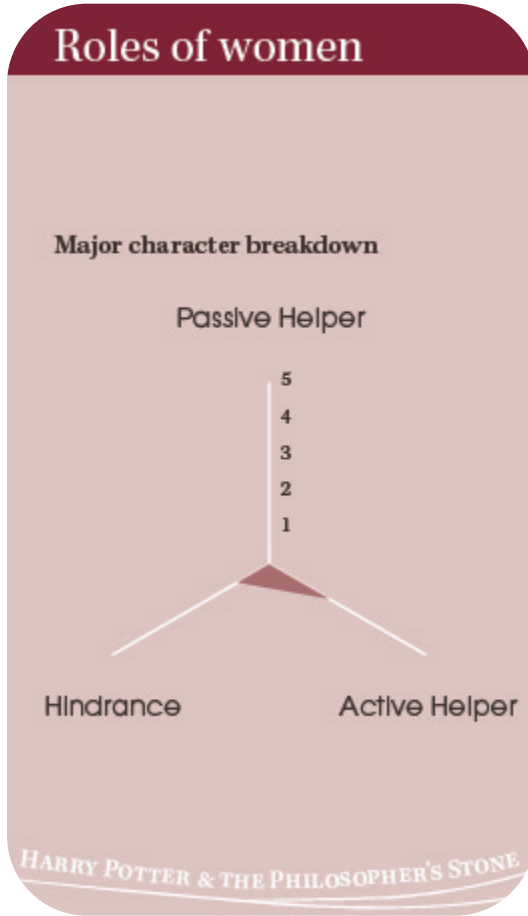 Roles of women
Major character breakdown
Passive Helper
5
4
3
2
1
Hindrance
Active Helper
HARRY POTTER & THE PHILOSOPHER'S STONE